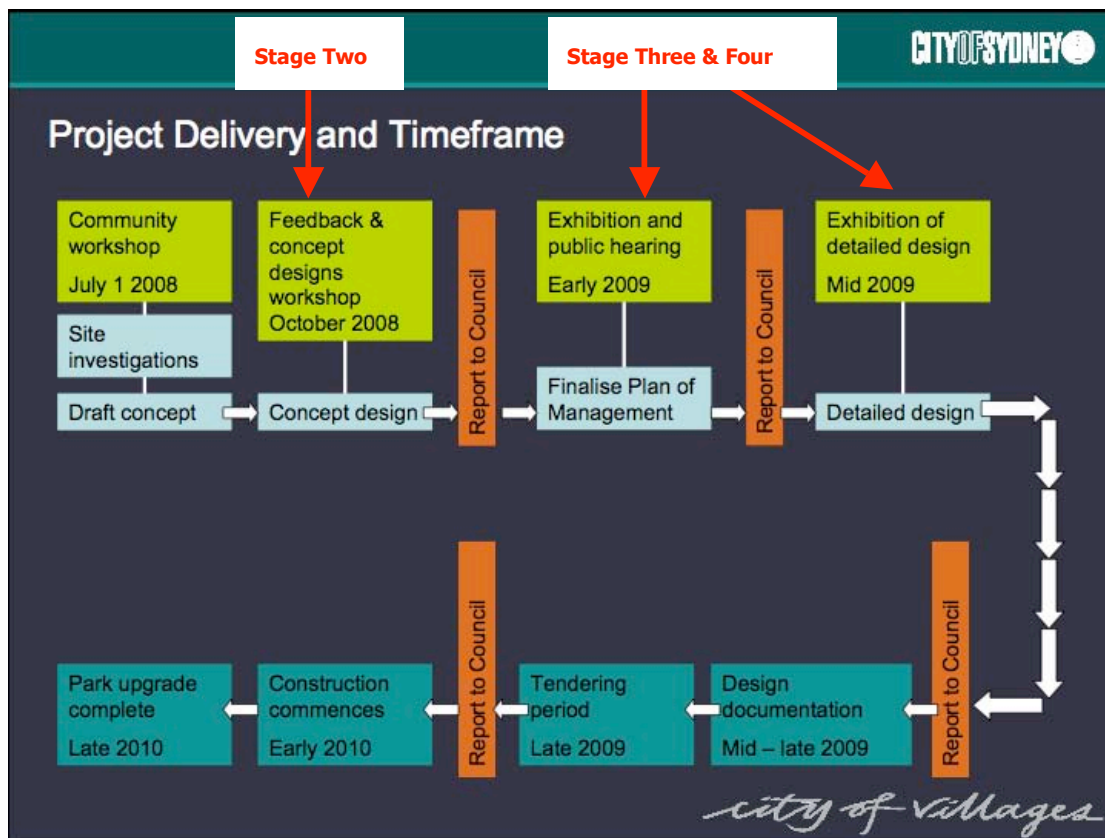 Stage Two
Stage Three & Four
CITYOFSYDNEY
Project Delivery and Timeframe
Community
workshop
July 1 2008
Feedback &
concept
designs
workshop
October 2008
Report to Council
Exhibition and
public hearing
Early 2009
Report to Council
Exhibition of
detailed design
Mid 2009
Site
investigations
Draft concept
Concept design
Finalise Plan of
Management
Detailed design
Park upgrade
complete
Late 2010
Construction
commences
Early 2010
Report to Council
Tendering
period
Late 2009
Design
documentation
Mid – late 2009
Report to Council
city of villages